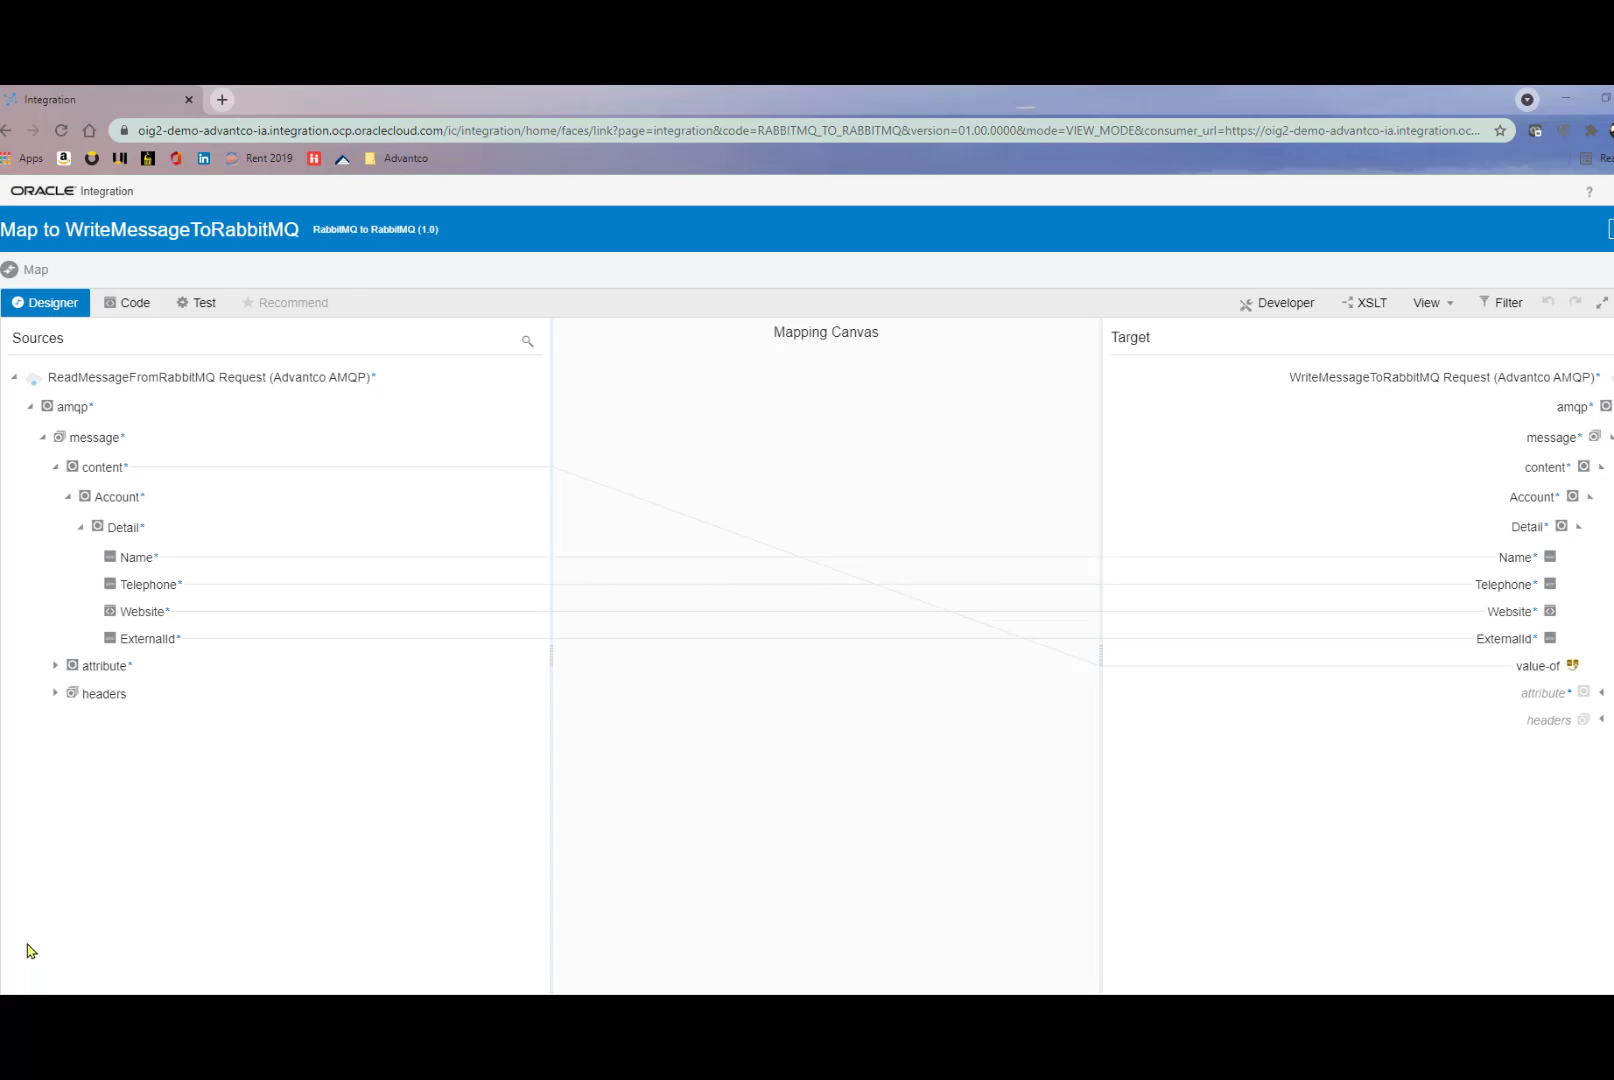 Integration
oig2-demo-advantco-ia.integration.ocp.oraclecloud.com/ic/integration/home/faces/link?page=integration&code=RABBITMQ_TO_RABBITMQ&version=01.00.0000&mode=VIEW_MODE&consumer_url=https://oig2-demo-advantco-ia.integration.oc...
Apps Rent 2019 Advantco Rea
ORACLE Integration ?
Map to WriteMessageToRabbitMQ RabbitMQ to RabbitMQ (1.0)
Map
Designer Code Test Recommend Developer XSLT View Filter
Sources Mapping Canvas Target
ReadMessageFromRabbitMQ Request (Advantco AMQP)* WriteMessageToRabbitMQ Request (Advantco AMQP)*
amqp* amqp*
message* message*
content* content*
Account* Account*
Detail* Detail*
Name* Name*
Telephone* Telephone*
Website* Website*
ExternalId* ExternalId*
attribute* value-of
headers attribute*
headers